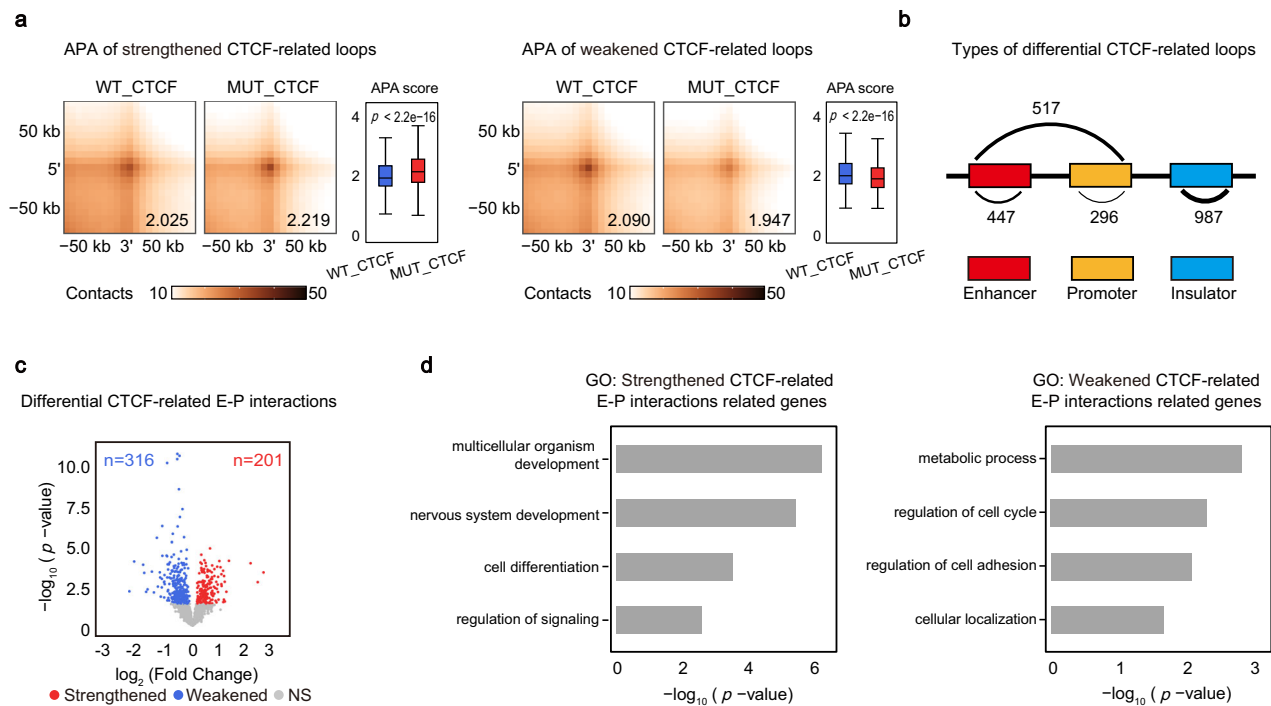 a
APA of strengthened CTCF-related loops
WT_CTCF
MUT_CTCF
APA score
50 kb
5'
−50 kb
2.025
2.219
−50 kb 3' 50 kb
−50 kb 3' 50 kb
4
2
0
p < 2.2e−16
WT_CTCF
MUT_CTCF
Contacts
10
50
APA of weakened CTCF-related loops
WT_CTCF
MUT_CTCF
APA score
50 kb
5'
−50 kb
2.090
1.947
−50 kb 3' 50 kb
−50 kb 3' 50 kb
4
2
0
p < 2.2e−16
WT_CTCF
MUT_CTCF
Contacts
10
50
b
Types of differential CTCF-related loops
517
447
296
987
Enhancer
Promoter
Insulator
c
Differential CTCF-related E-P interactions
n=316
n=201
10.0
7.5
5.0
2.5
0
−log10 ( p −value)
-3 -2 -1 0 1 2 3
log2 (Fold Change)
Strengthened Weakened NS
d
GO: Strengthened CTCF-related
E-P interactions related genes
multicellular organism
development
nervous system development
cell differentiation
regulation of signaling
0 2 4 6
−log10 ( p −value)
GO: Weakened CTCF-related
E-P interactions related genes
metabolic process
regulation of cell cycle
regulation of cell adhesion
cellular localization
0 1 2 3
−log10 ( p −value)